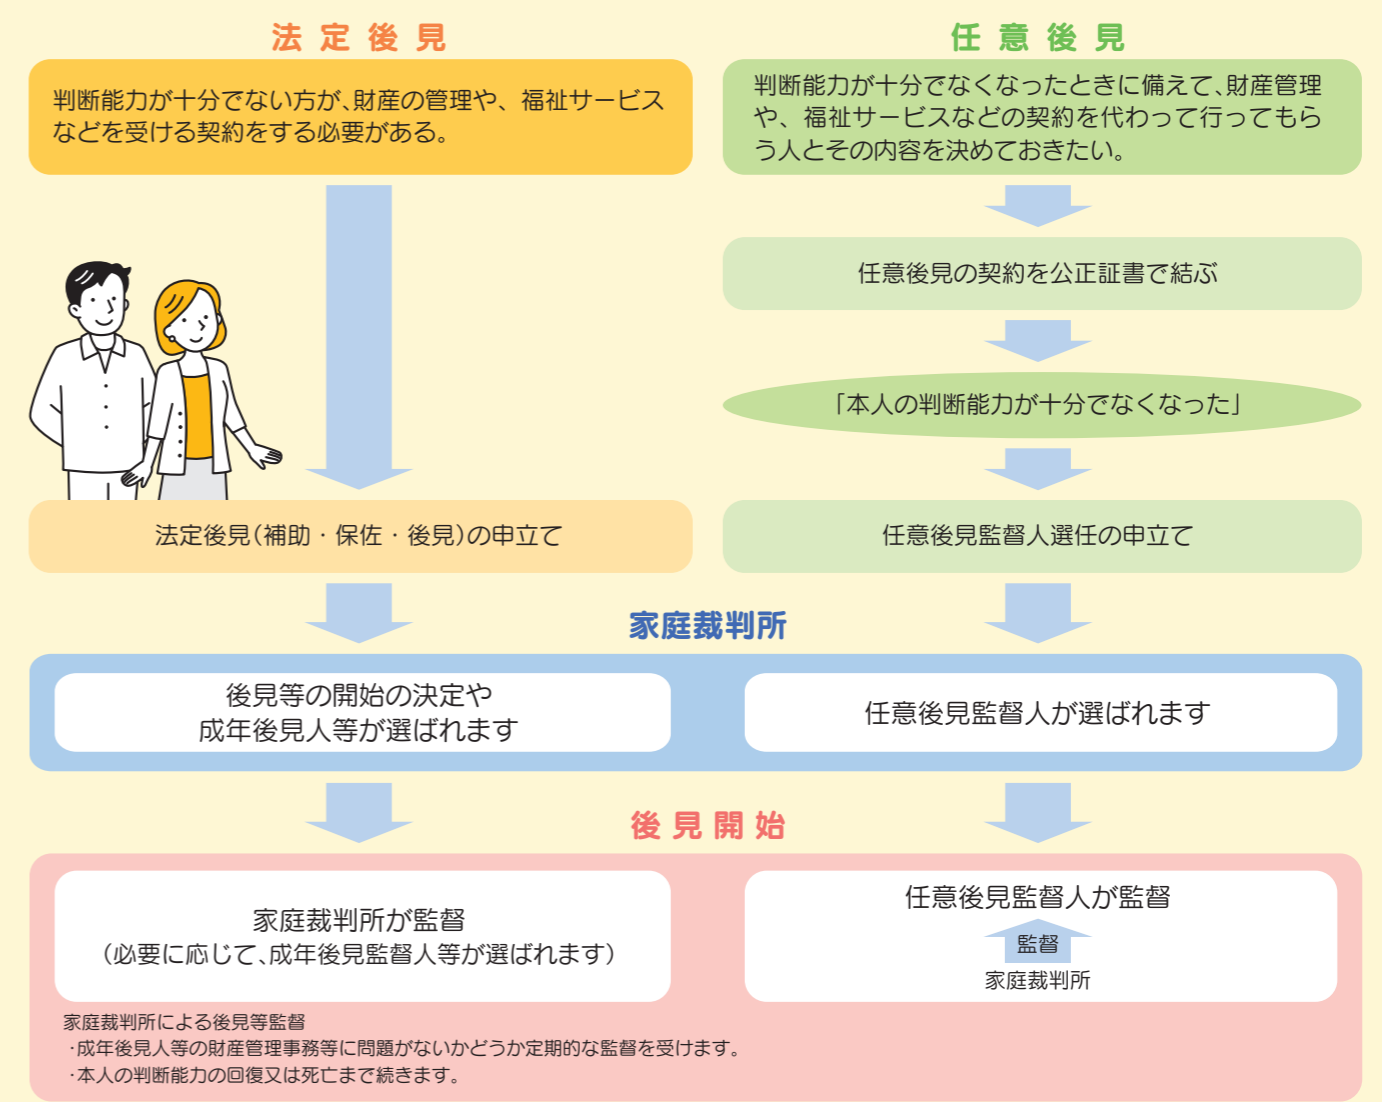 法定後見
判断能力が十分でない方が、財産の管理や、福祉サービス
などを受ける契約をする必要がある。
法定後見(補助・保佐・後見)の申立て
任意後見
判断能力が十分でなくなったときに備えて、財産管理
や、福祉サービスなどの契約を代わって行ってもら
う人とその内容を決めておきたい。
任意後見の契約を公正証書で結ぶ
「本人の判断能力が十分でなくなった」
任意後見監督人選任の申立て
家庭裁判所
後見等の開始の決定や
成年後見人等が選ばれます
任意後見監督人が選ばれます
後見開始
家庭裁判所が監督
(必要に応じて、成年後見監督人等が選ばれます)
任意後見監督人が監督
監督
家庭裁判所
家庭裁判所による後見等監督
・成年後見人等の財産管理事務等に問題がないかどうか定期的な監督を受けます。
・本人の判断能力の回復又は死亡まで続きます。